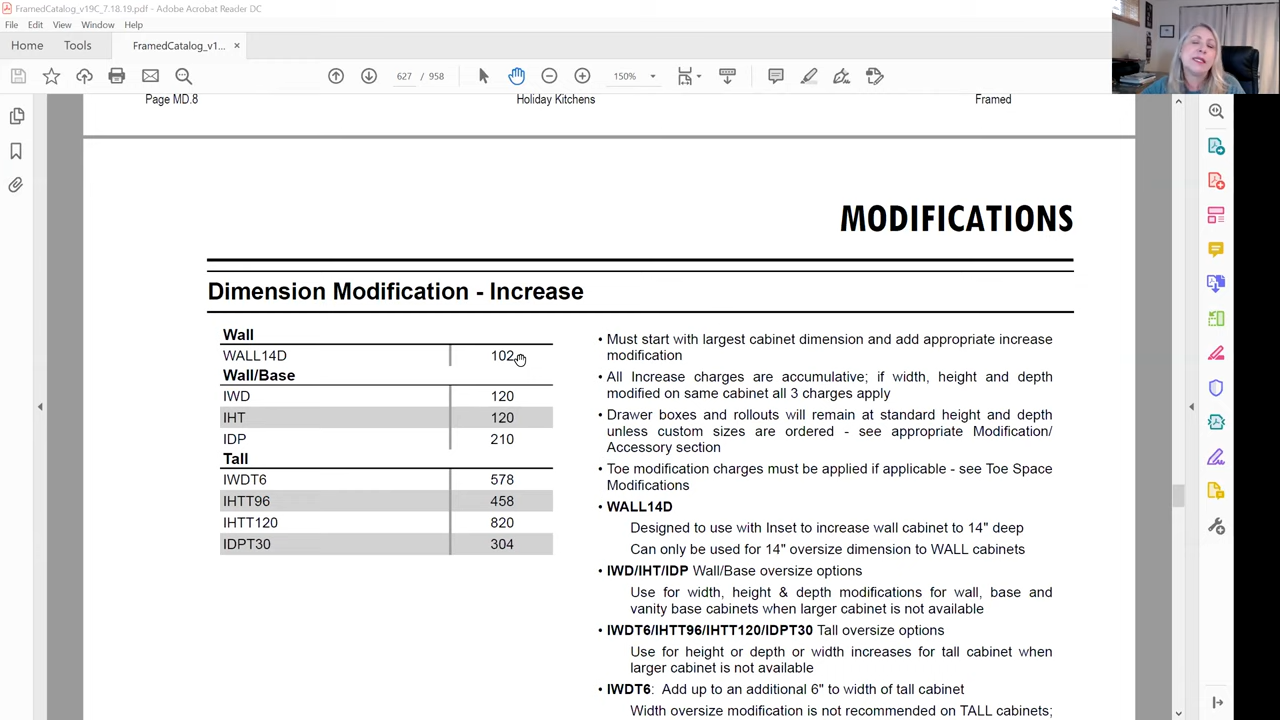 FramedCatalog_v19C_7.18.19.pdf - Adobe Acrobat Reader DC
File Edit View Window Help
Home Tools FramedCatalog_v1... ×
627 / 958 150%
Page MD.8 Holiday Kitchens Framed
MODIFICATIONS
Dimension Modification - Increase
Wall
WALL14D 102
Wall/Base
IWD 120
IHT 120
IDP 210
Tall
IWDT6 578
IHTT96 458
IHTT120 820
IDPT30 304
• Must start with largest cabinet dimension and add appropriate increase
modification
• All Increase charges are accumulative; if width, height and depth
modified on same cabinet all 3 charges apply
• Drawer boxes and rollouts will remain at standard height and depth
unless custom sizes are ordered - see appropriate Modification/
Accessory section
• Toe modification charges must be applied if applicable - see Toe Space
Modifications
• WALL14D
Designed to use with Inset to increase wall cabinet to 14" deep
Can only be used for 14" oversize dimension to WALL cabinets
• IWD/IHT/IDP Wall/Base oversize options
Use for width, height & depth modifications for wall, base and
vanity base cabinets when larger cabinet is not available
• IWDT6/IHTT96/IHTT120/IDPT30 Tall oversize options
Use for height or depth or width increases for tall cabinet when
larger cabinet is not available
• IWDT6: Add up to an additional 6" to width of tall cabinet
Width oversize modification is not recommended on TALL cabinets;